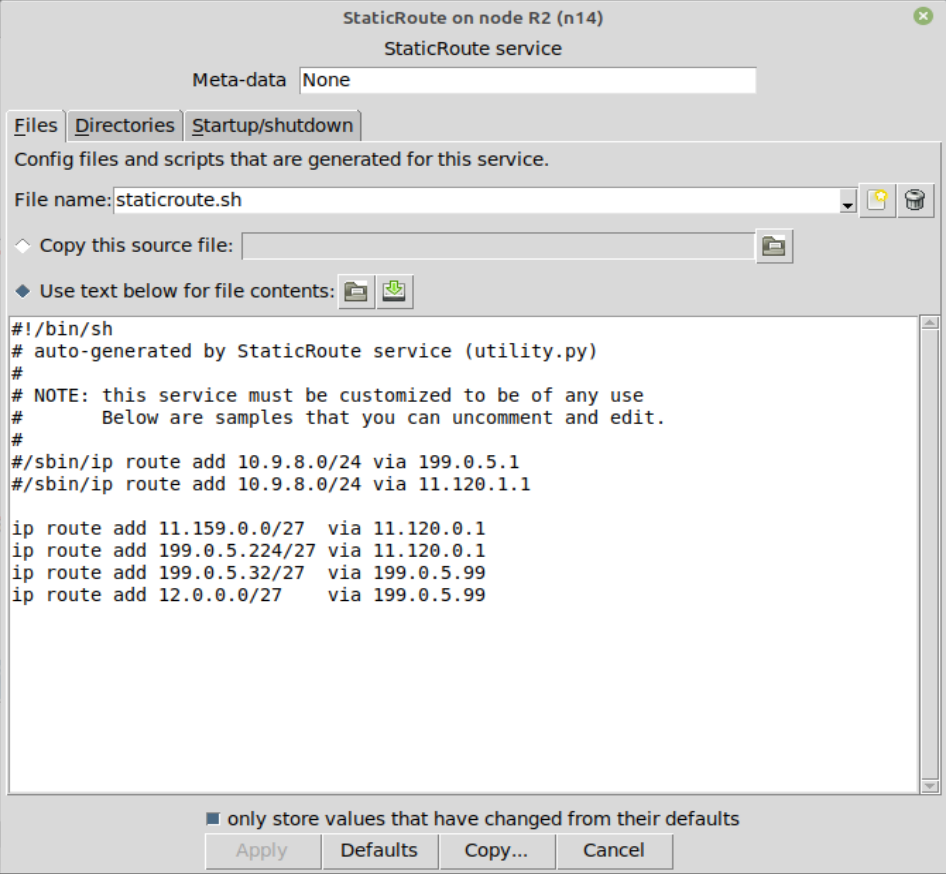 StaticRoute on node R2 (n14)
StaticRoute service
Meta-data None
Files Directories Startup/shutdown
Config files and scripts that are generated for this service.
File name: staticroute.sh
Copy this source file:
Use text below for file contents:
#!/bin/sh
# auto-generated by StaticRoute service (utility.py)
#
# NOTE: this service must be customized to be of any use
#       Below are samples that you can uncomment and edit.
#
#/sbin/ip route add 10.9.8.0/24 via 199.0.5.1
#/sbin/ip route add 10.9.8.0/24 via 11.120.1.1
ip route add 11.159.0.0/27  via 11.120.0.1
ip route add 199.0.5.224/27 via 11.120.0.1
ip route add 199.0.5.32/27  via 199.0.5.99
ip route add 12.0.0.0/27    via 199.0.5.99
only store values that have changed from their defaults
Apply Defaults Copy... Cancel